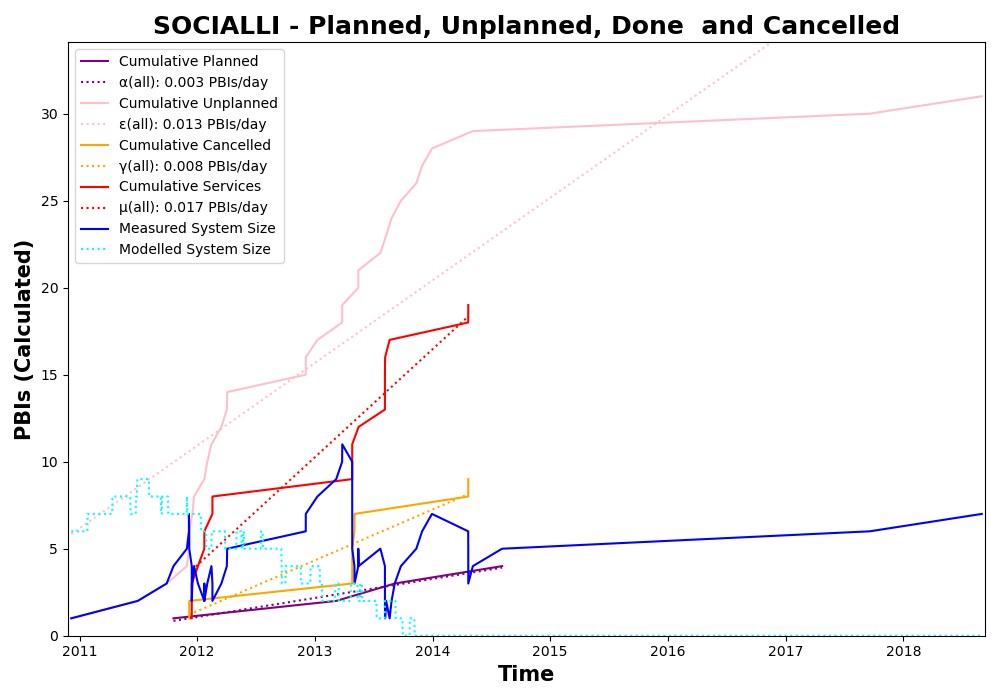 SOCIALLI - Planned, Unplanned, Done  and Cancelled
Cumulative Planned
α(all): 0.003 PBIs/day
Cumulative Unplanned
ε(all): 0.013 PBIs/day
Cumulative Cancelled
γ(all): 0.008 PBIs/day
Cumulative Services
μ(all): 0.017 PBIs/day
Measured System Size
Modelled System Size
PBIs (Calculated)
30
25
20
15
10
5
0
2011 2012 2013 2014 2015 2016 2017 2018
Time